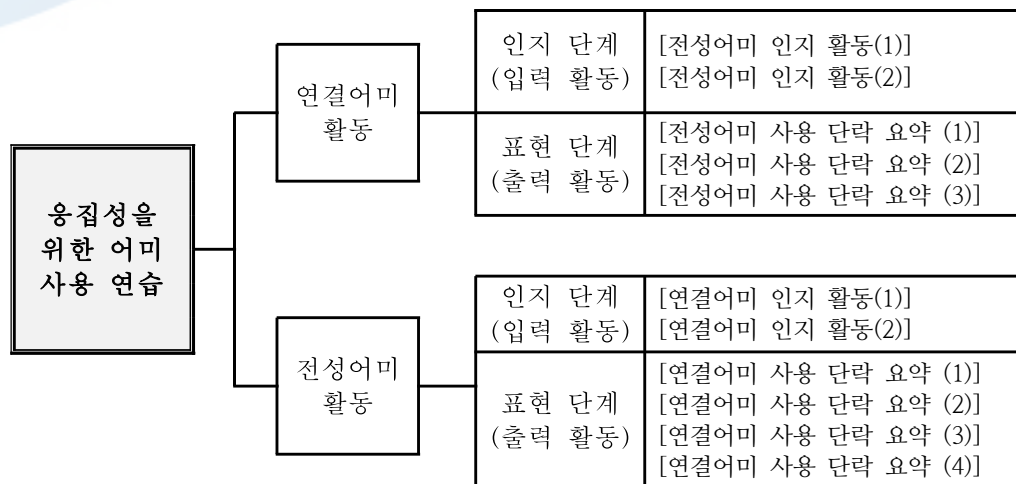 응집성을
위한 어미
사용 연습
연결어미
활동
인지 단계
(입력 활동)
[전성어미 인지 활동(1)]
[전성어미 인지 활동(2)]
표현 단계
(출력 활동)
[전성어미 사용 단락 요약 (1)]
[전성어미 사용 단락 요약 (2)]
[전성어미 사용 단락 요약 (3)]
전성어미
활동
인지 단계
(입력 활동)
[연결어미 인지 활동(1)]
[연결어미 인지 활동(2)]
표현 단계
(출력 활동)
[연결어미 사용 단락 요약 (1)]
[연결어미 사용 단락 요약 (2)]
[연결어미 사용 단락 요약 (3)]
[연결어미 사용 단락 요약 (4)]